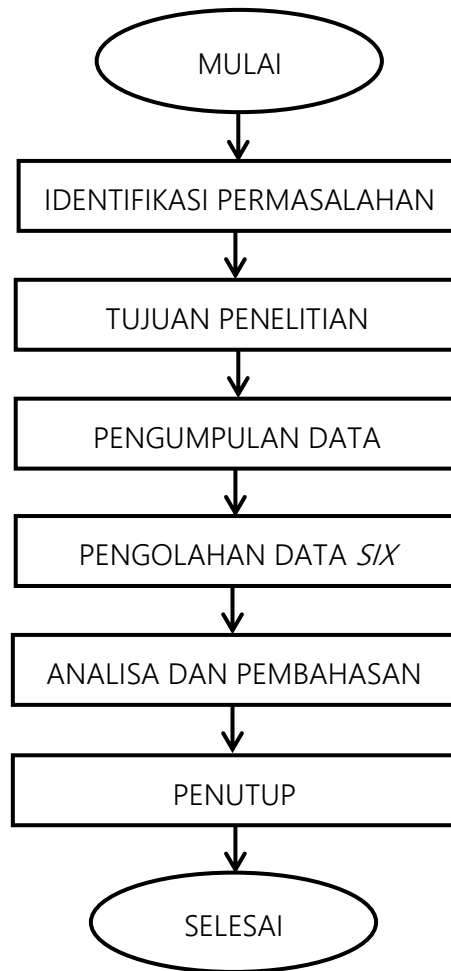 MULAI
IDENTIFIKASI PERMASALAHAN
TUJUAN PENELITIAN
PENGUMPULAN DATA
PENGOLAHAN DATA SIX
ANALISA DAN PEMBAHASAN
PENUTUP
SELESAI